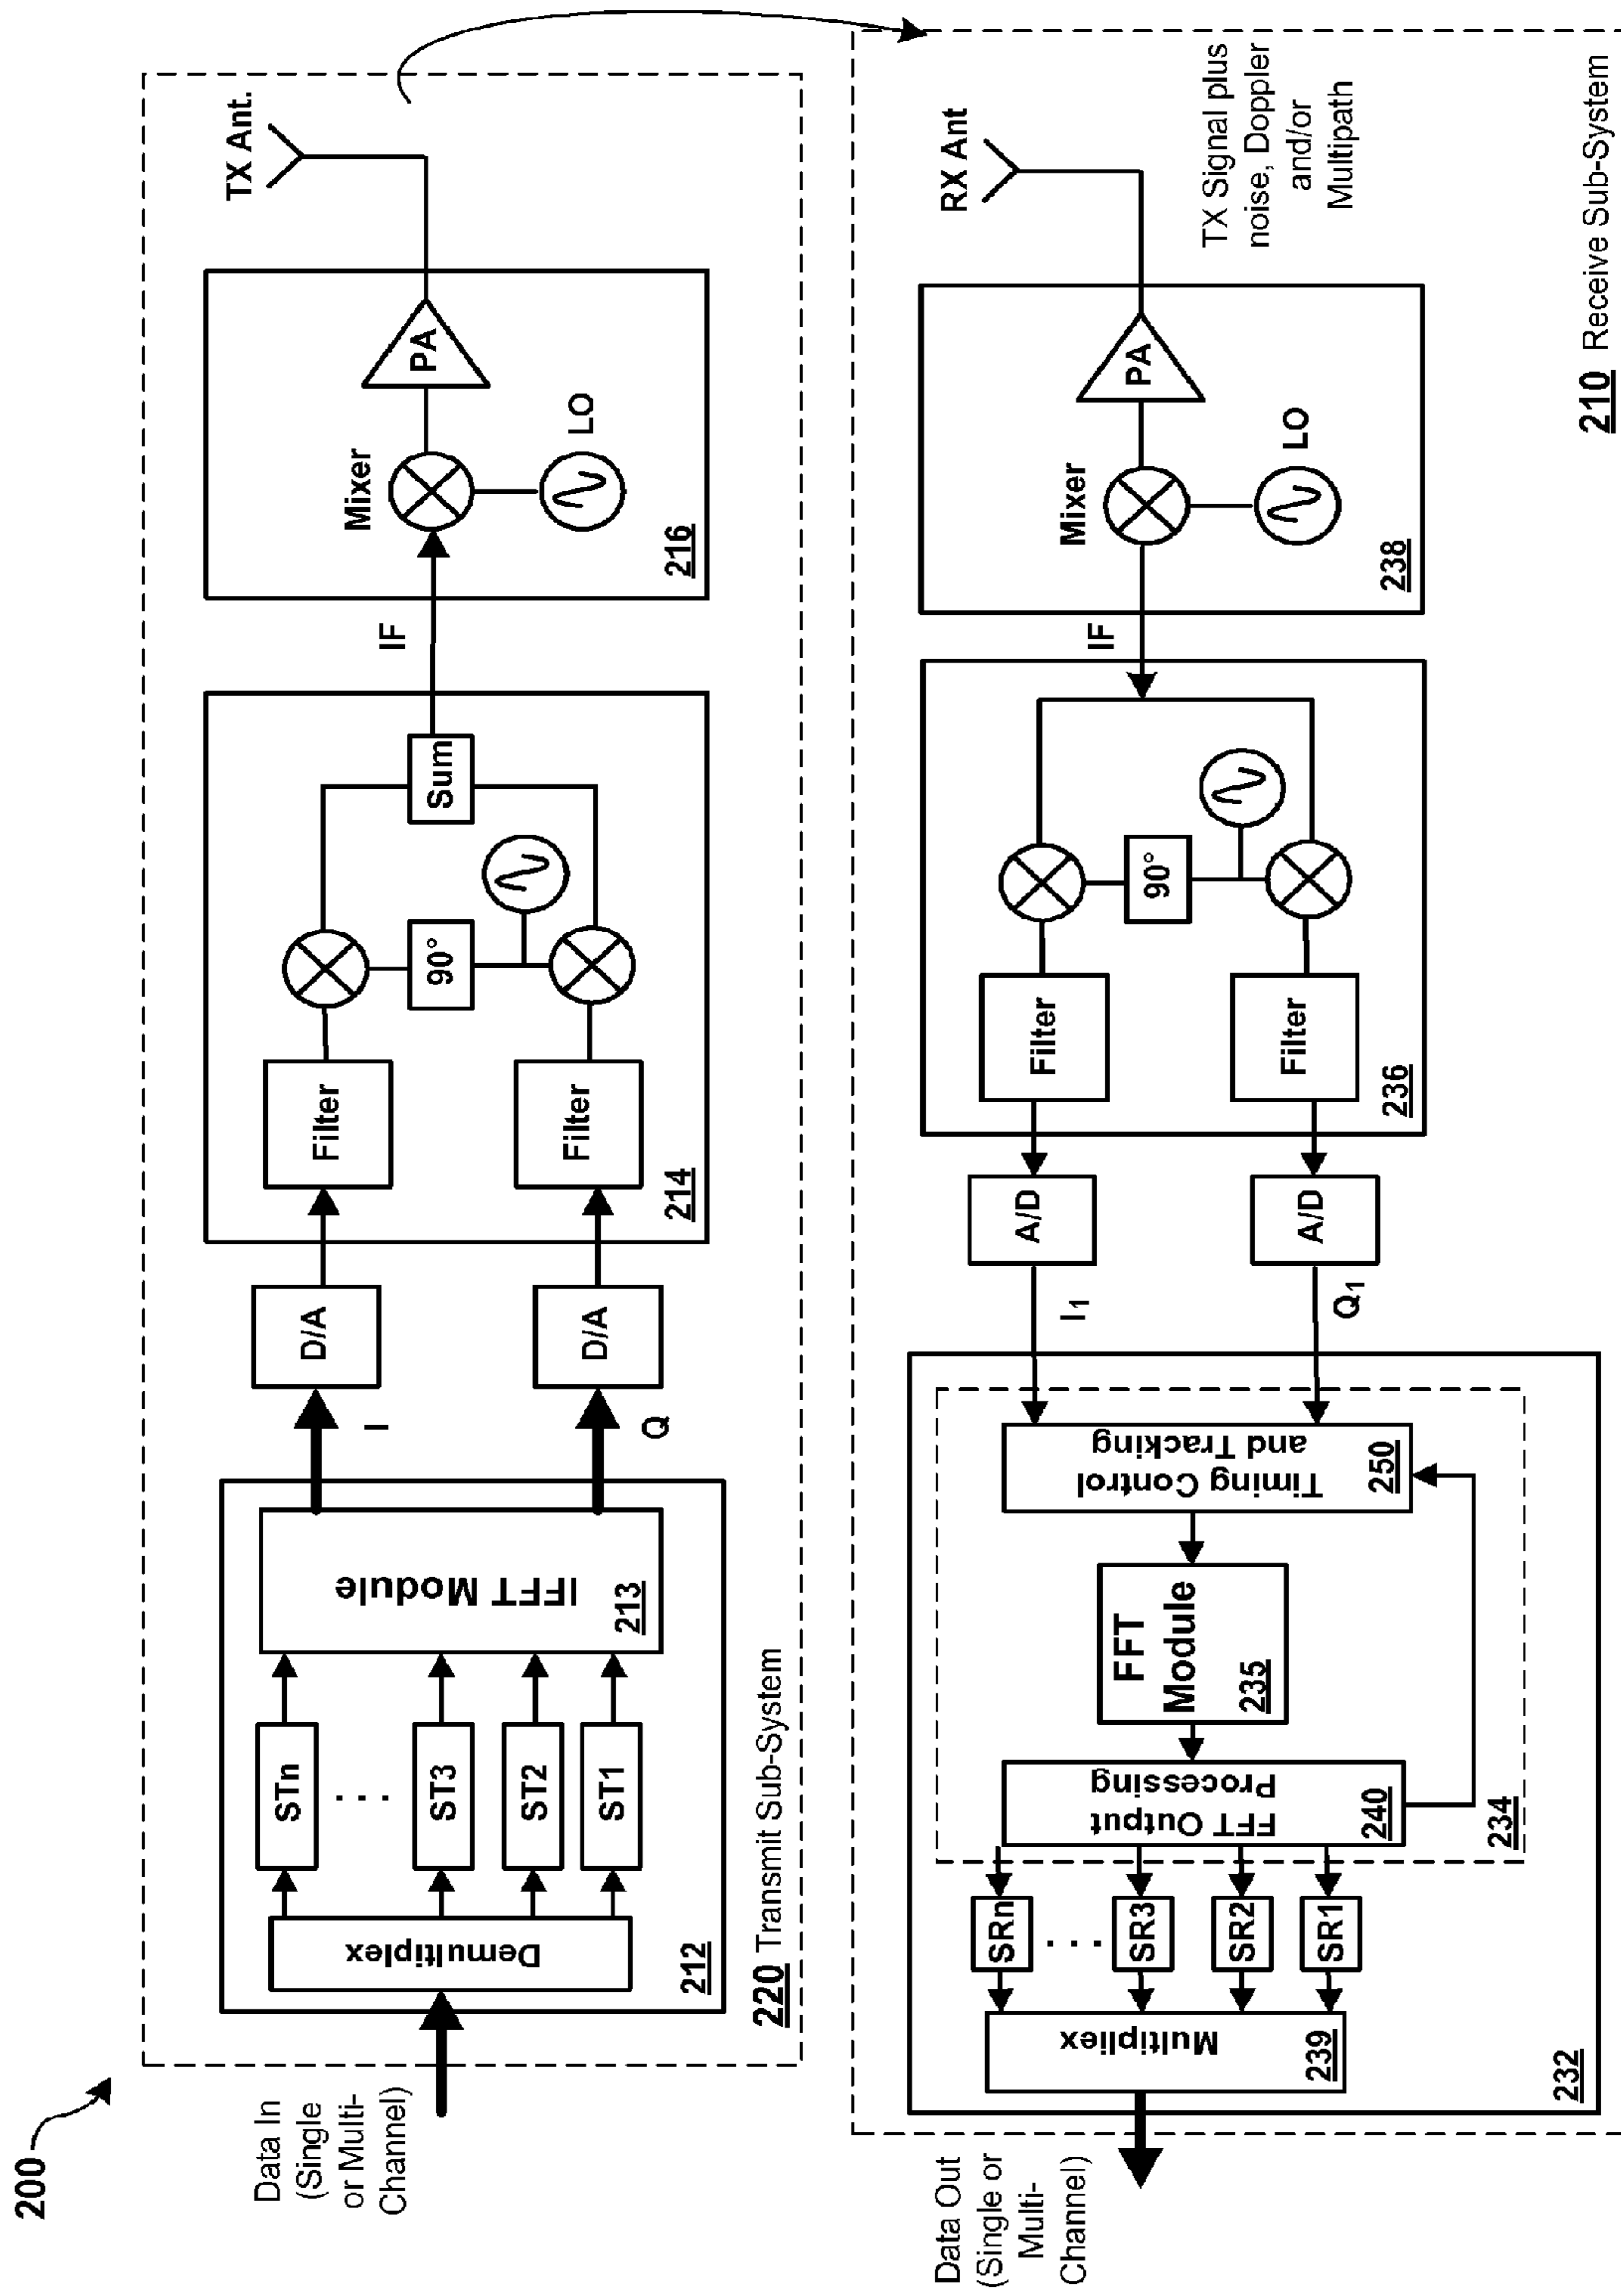 200
Data In
(Single
or Multi-
Channel)
Demultiplex
212
STn
. . .
ST3
ST2
ST1
IFFT Module
213
I
Q
D/A
D/A
Filter
Filter
214
90°
Sum
IF
Mixer
LO
PA
216
TX Ant.
220 Transmit Sub-System
Data Out
(Single or
Multi-
Channel)
Multipliex
239
232
SRn
. . .
SR3
SR2
SR1
FFT Output
Processing
240
234
FFT
Module
235
Timing Control
and Tracking
250
I1
Q1
A/D
A/D
Filter
Filter
236
90°
IF
Mixer
LO
PA
238
RX Ant
TX Signal plus
noise, Doppler
and/or
Multipath
210 Receive Sub-System